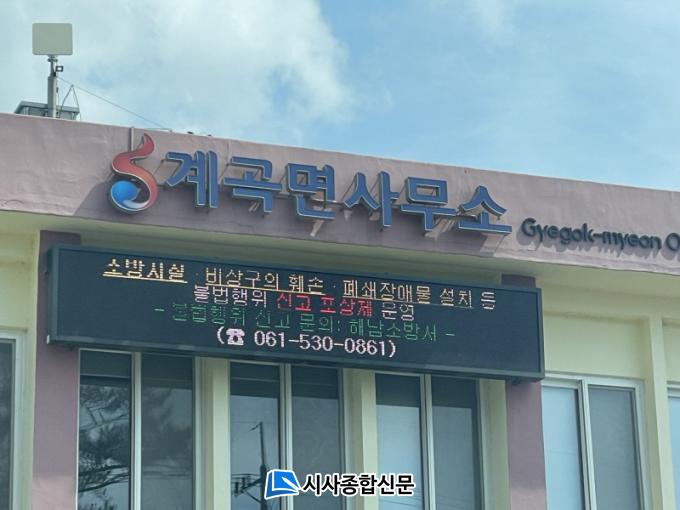 계곡면사무소
Gyegok-myeon O
소방시설·비상구의 훼손·폐쇄장애물 설치 등
불법행위 신고 포상제 운영
- 불법행위 신고 문의: 해남소방서 -
(☎ 061-530-0861)
시사종합신문